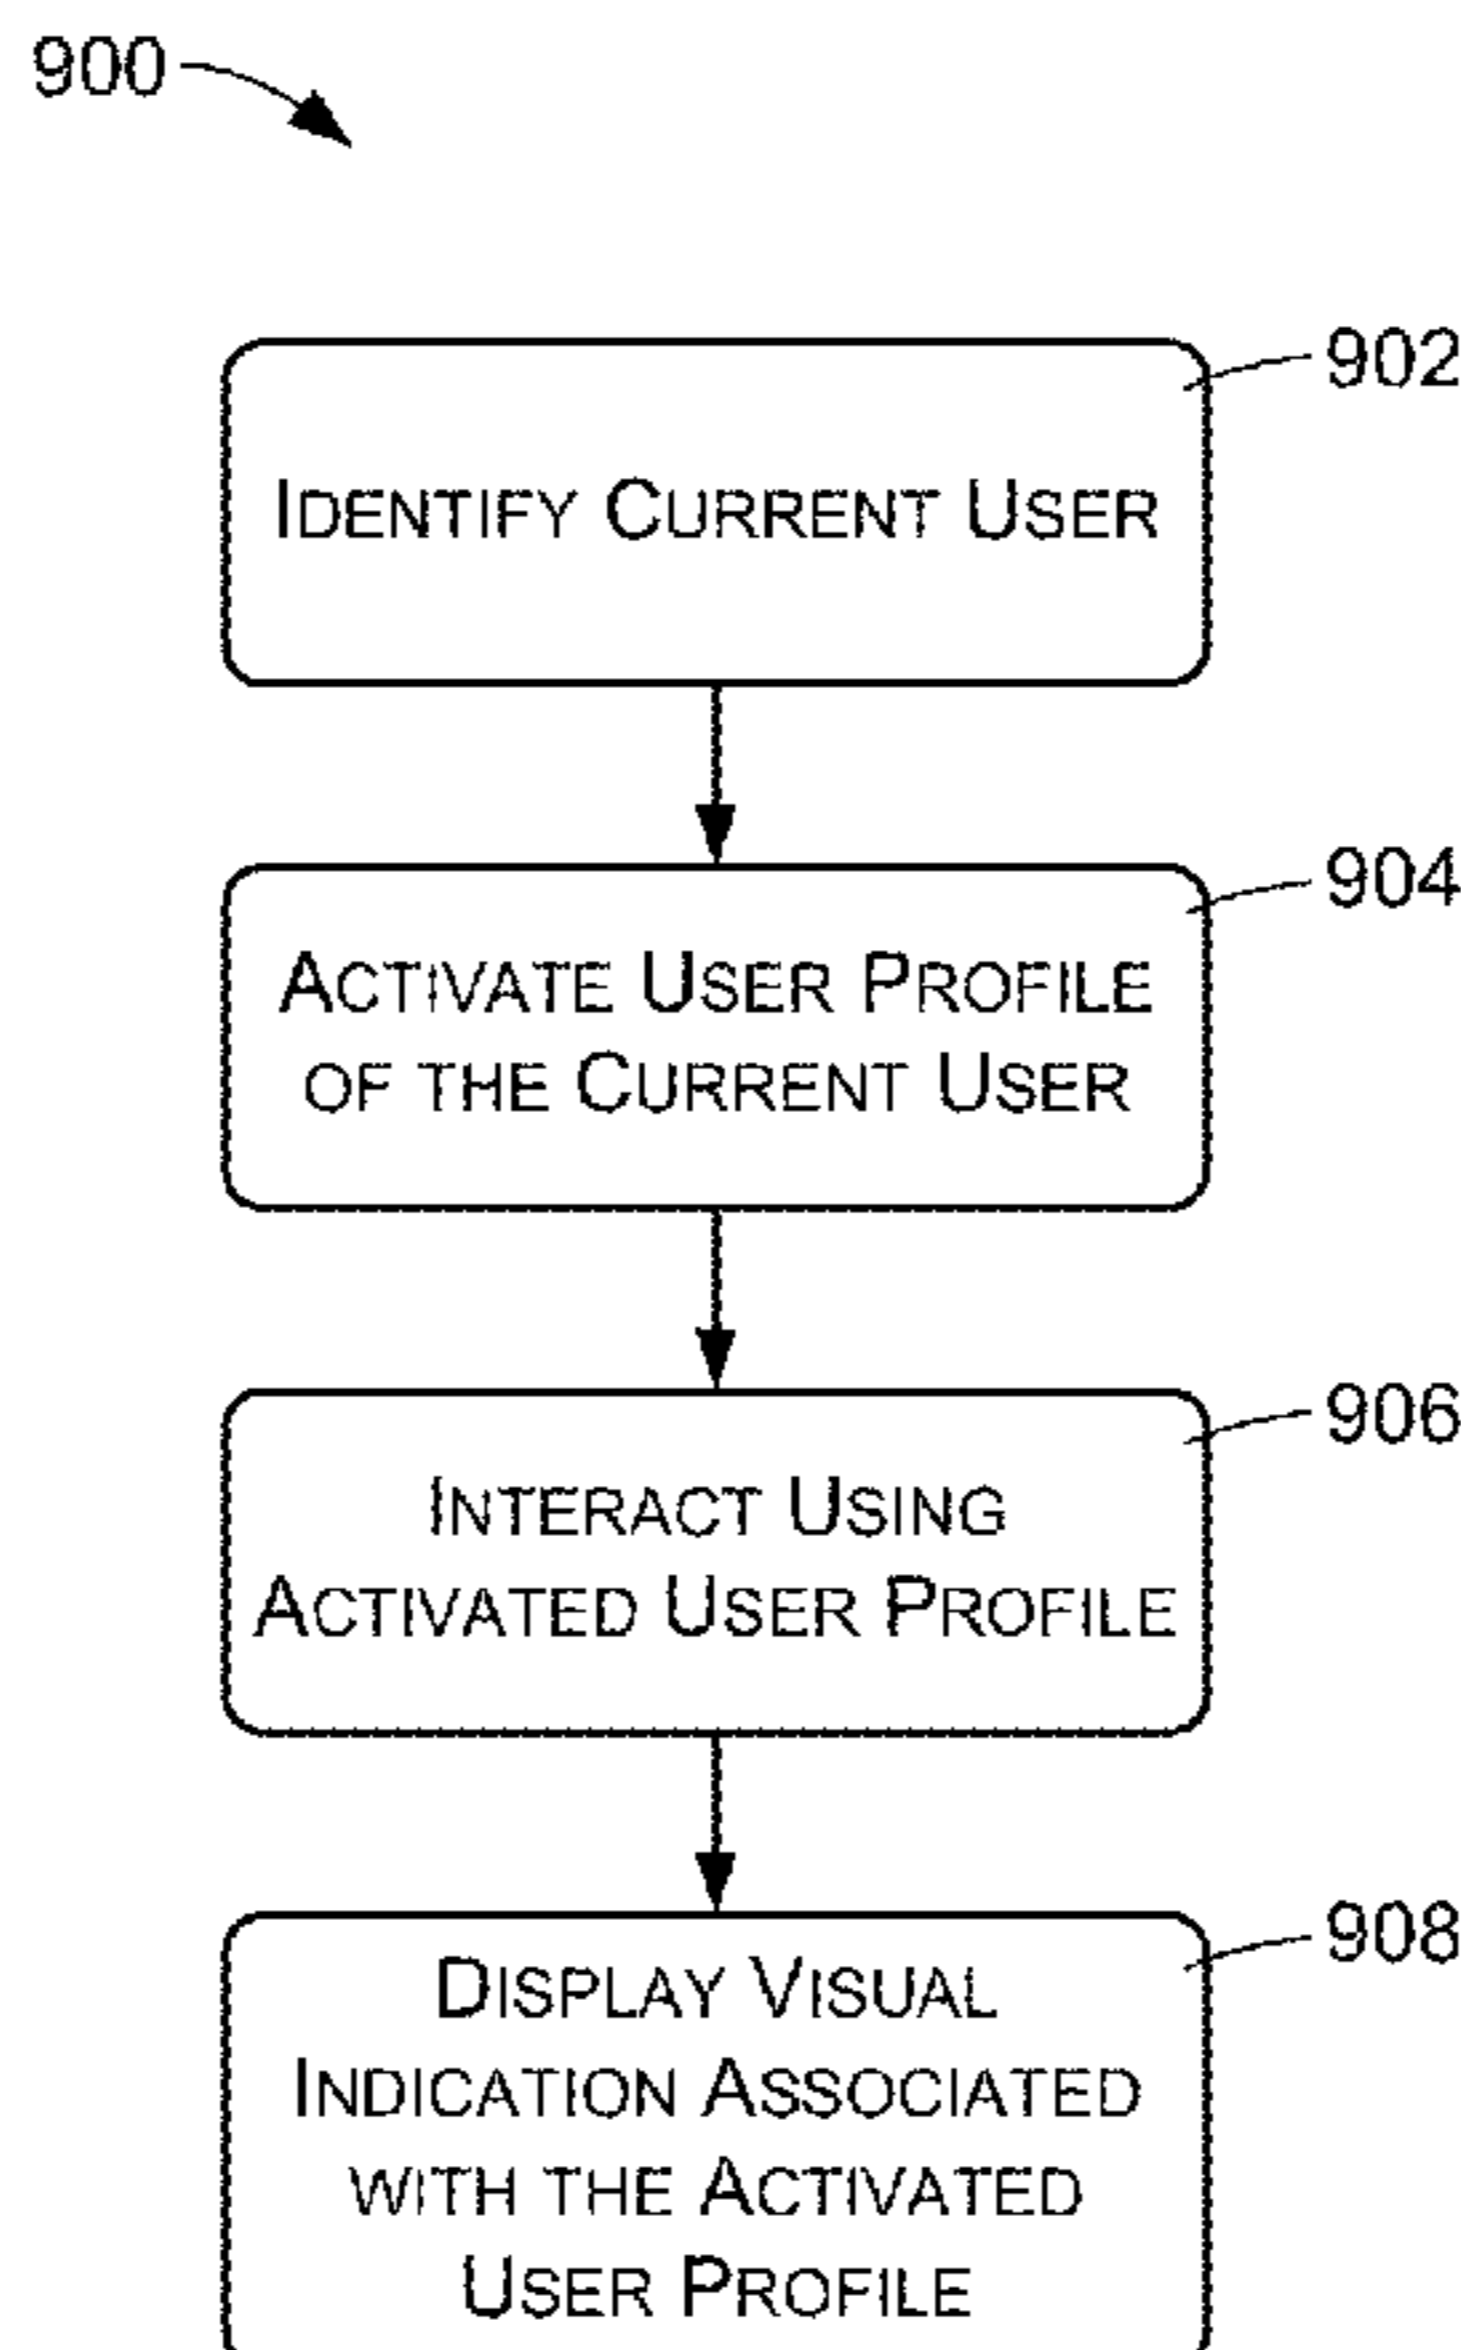 900
902
IDENTIFY CURRENT USER
904
ACTIVATE USER PROFILE
OF THE CURRENT USER
906
INTERACT USING
ACTIVATED USER PROFILE
908
DISPLAY VISUAL
INDICATION ASSOCIATED
WITH THE ACTIVATED
USER PROFILE